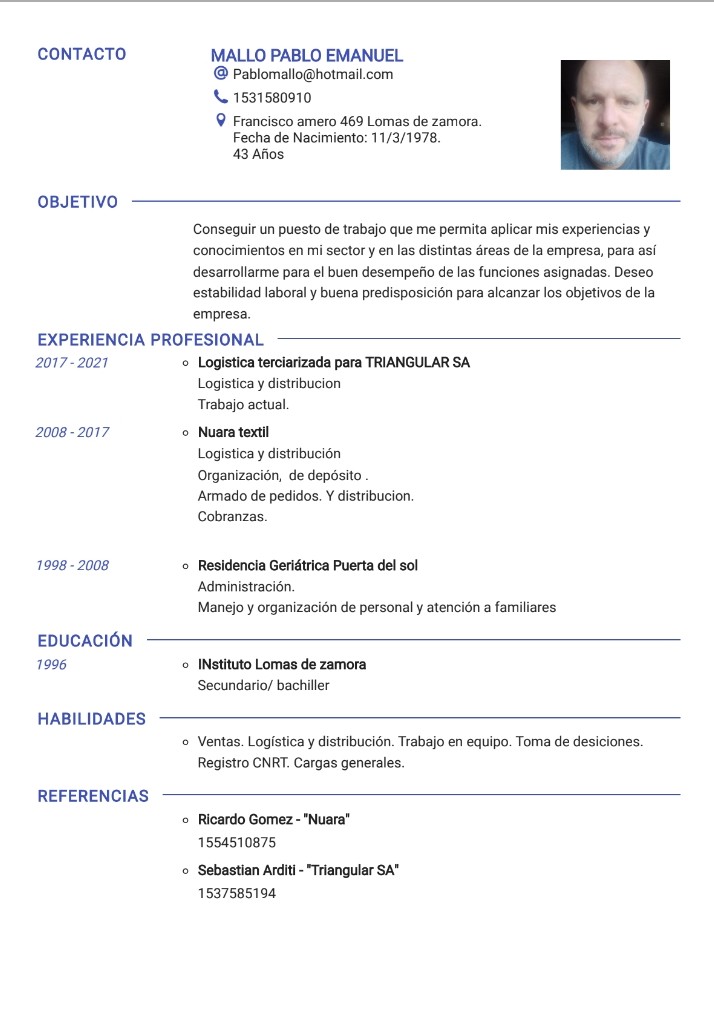 CONTACTO
MALLO PABLO EMANUEL
Pablomallo@hotmail.com
1531580910
Francisco amero 469 Lomas de zamora.
Fecha de Nacimiento: 11/3/1978.
43 Años
OBJETIVO
Conseguir un puesto de trabajo que me permita aplicar mis experiencias y
conocimientos en mi sector y en las distintas áreas de la empresa, para así
desarrollarme para el buen desempeño de las funciones asignadas. Deseo
estabilidad laboral y buena predisposición para alcanzar los objetivos de la
empresa.
EXPERIENCIA PROFESIONAL
2017 - 2021
Logistica terciarizada para TRIANGULAR SA
Logistica y distribucion
Trabajo actual.
2008 - 2017
Nuara textil
Logistica y distribución
Organización,  de depósito .
Armado de pedidos. Y distribucion.
Cobranzas.
1998 - 2008
Residencia Geriátrica Puerta del sol
Administración.
Manejo y organización de personal y atención a familiares
EDUCACIÓN
1996
INstituto Lomas de zamora
Secundario/ bachiller
HABILIDADES
Ventas. Logística y distribución. Trabajo en equipo. Toma de desiciones.
Registro CNRT. Cargas generales.
REFERENCIAS
Ricardo Gomez - "Nuara"
1554510875
Sebastian Arditi - "Triangular SA"
1537585194